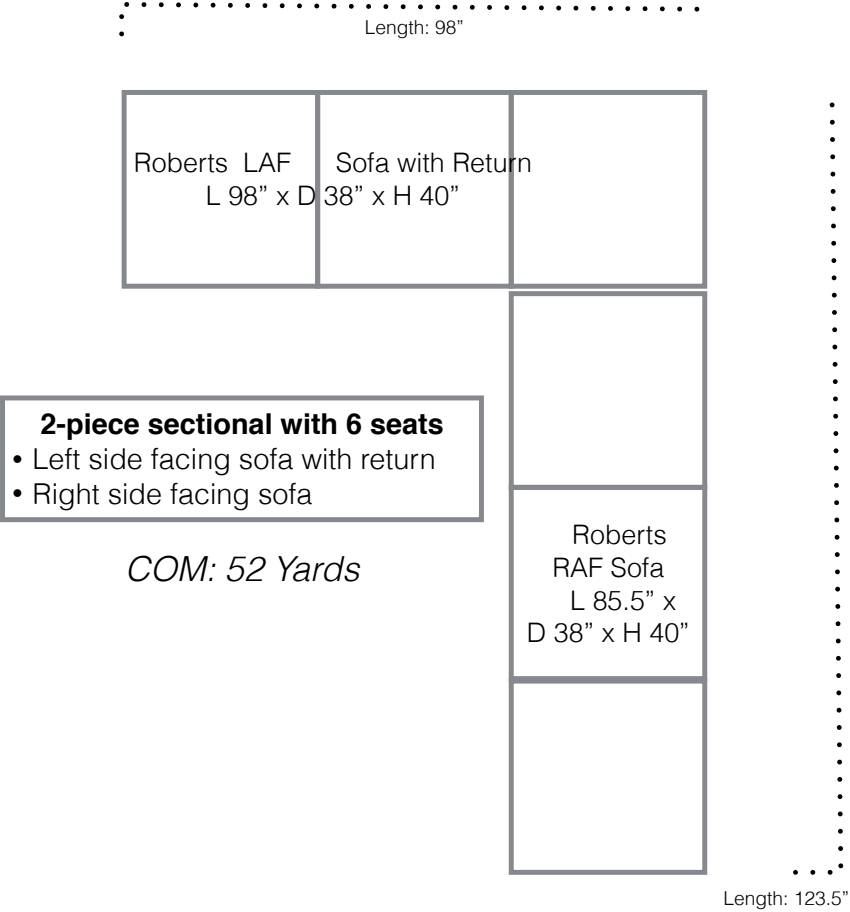 Length: 98”
Roberts LAF Sofa with Return
L 98” x D 38” x H 40”
2-piece sectional with 6 seats
• Left side facing sofa with return
• Right side facing sofa
COM: 52 Yards
Roberts
RAF Sofa
L 85.5” x
D 38” x H 40”
Length: 123.5”